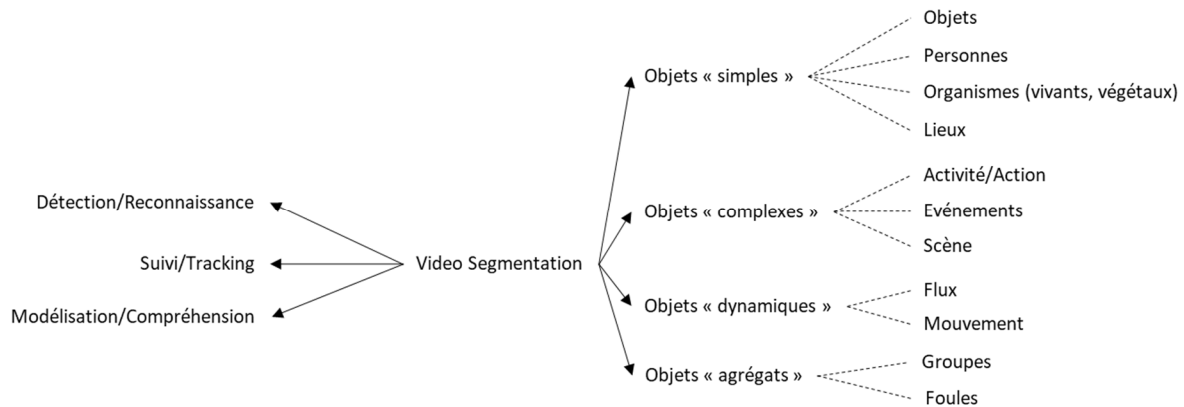 Objets
Personnes
Objets « simples »
Organismes (vivants, végétaux)
Lieux
Activité/Action
Détection/Reconnaissance
Objets « complexes »
Evénements
Scène
Suivi/Tracking
Video Segmentation
Flux
Objets « dynamiques »
Modélisation/Compréhension
Mouvement
Groupes
Objets « agrégats »
Foules